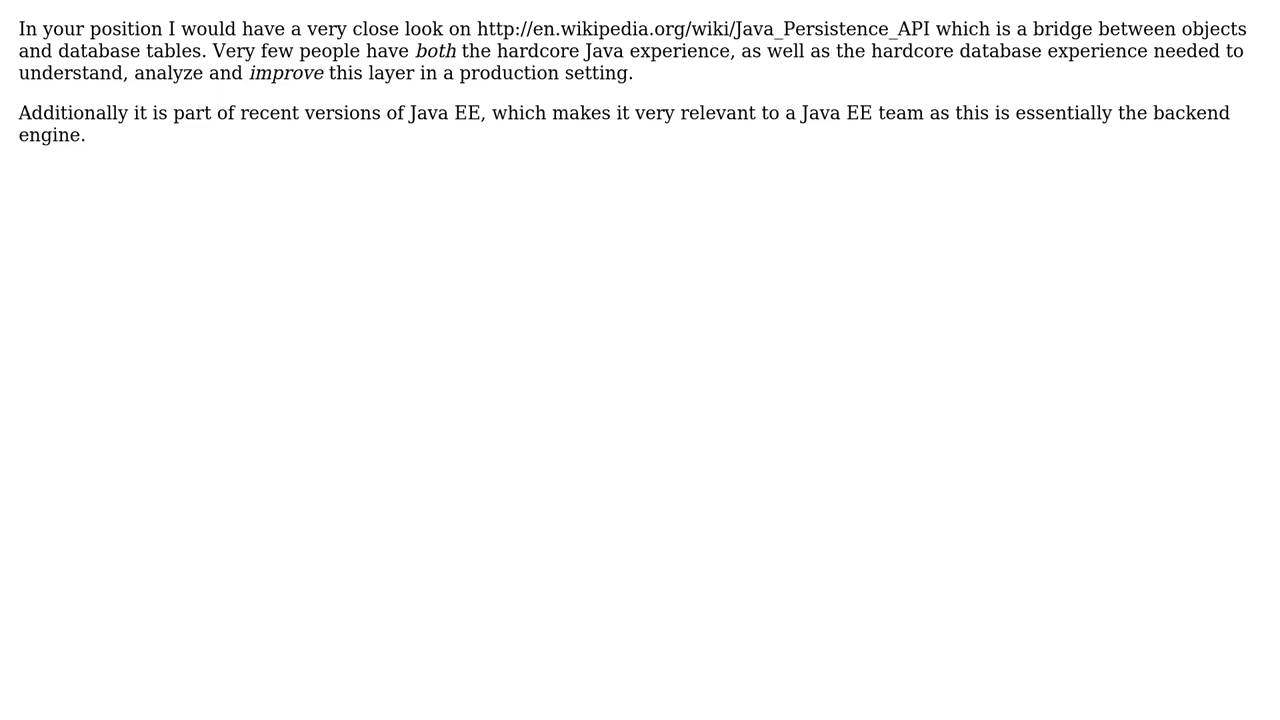 In your position I would have a very close look on http://en.wikipedia.org/wiki/Java_Persistence_API which is a bridge between objects
and database tables. Very few people have both the hardcore Java experience, as well as the hardcore database experience needed to
understand, analyze and improve this layer in a production setting.
Additionally it is part of recent versions of Java EE, which makes it very relevant to a Java EE team as this is essentially the backend
engine.